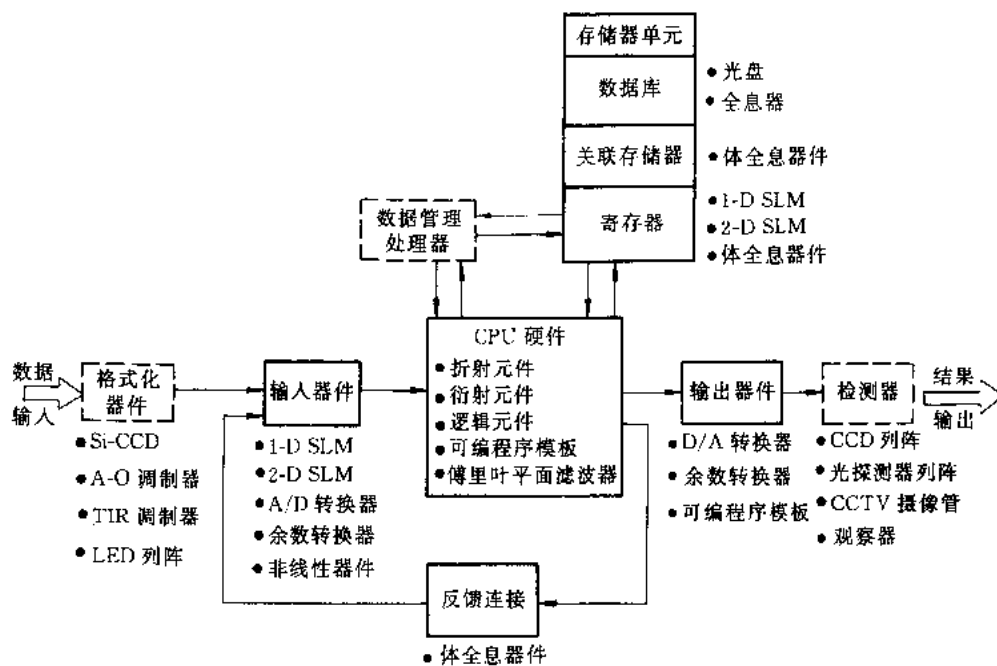 存储器单元
数据库
● 光盘
● 全息器
关联存储器
● 体全息器件
寄存器
● 1-D SLM
● 2-D SLM
● 体全息器件
数据管理
处理器
CPU 硬件
● 折射元件
● 衍射元件
● 逻辑元件
● 可编程序模板
● 傅里叶平面滤波器
数据
输入
格式化
器件
● Si-CCD
● A-O 调制器
● TIR 调制器
● LED 列阵
输人器件
● 1-D SLM
● 2-D SLM
● A/D 转换器
● 余数转换器
● 非线性器件
输出器件
● D/A 转换器
● 余数转换器
● 可编程序模板
检测器
● CCD 列阵
● 光探测器列阵
● CCTV 摄像管
● 观察器
结果
输出
反馈连接
● 体全息器件